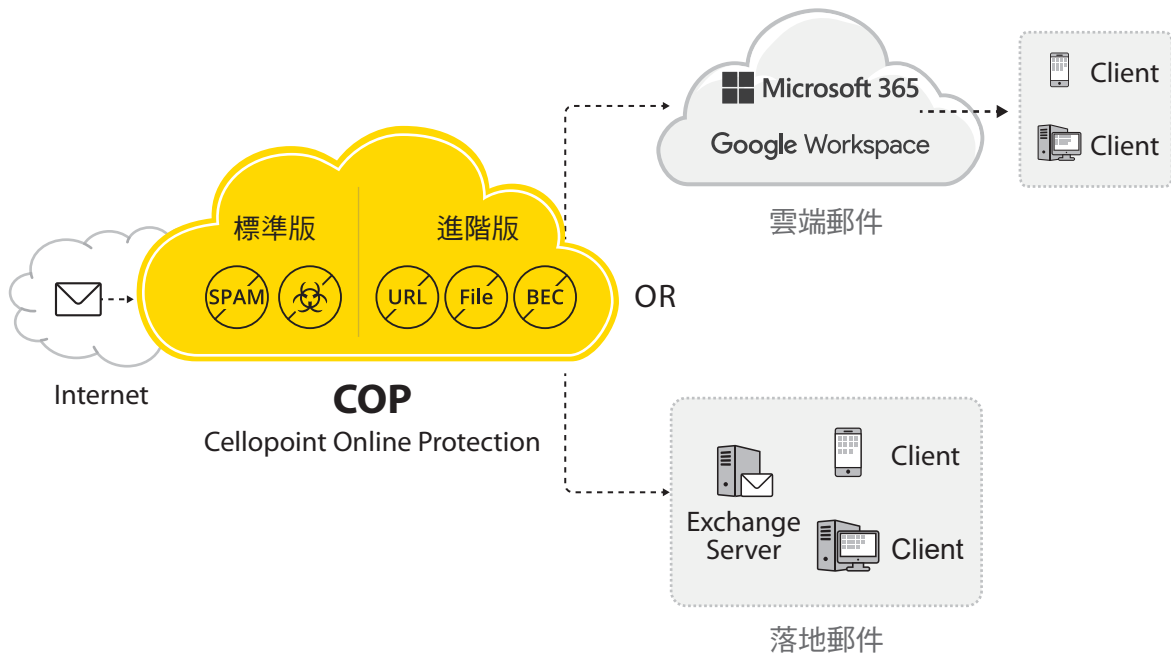 Microsoft 365
Google Workspace
Client
Client
雲端郵件
標準版
進階版
SPAM
URL
File
BEC
OR
Internet
COP
Cellopoint Online Protection
Exchange
Server
Client
Client
落地郵件